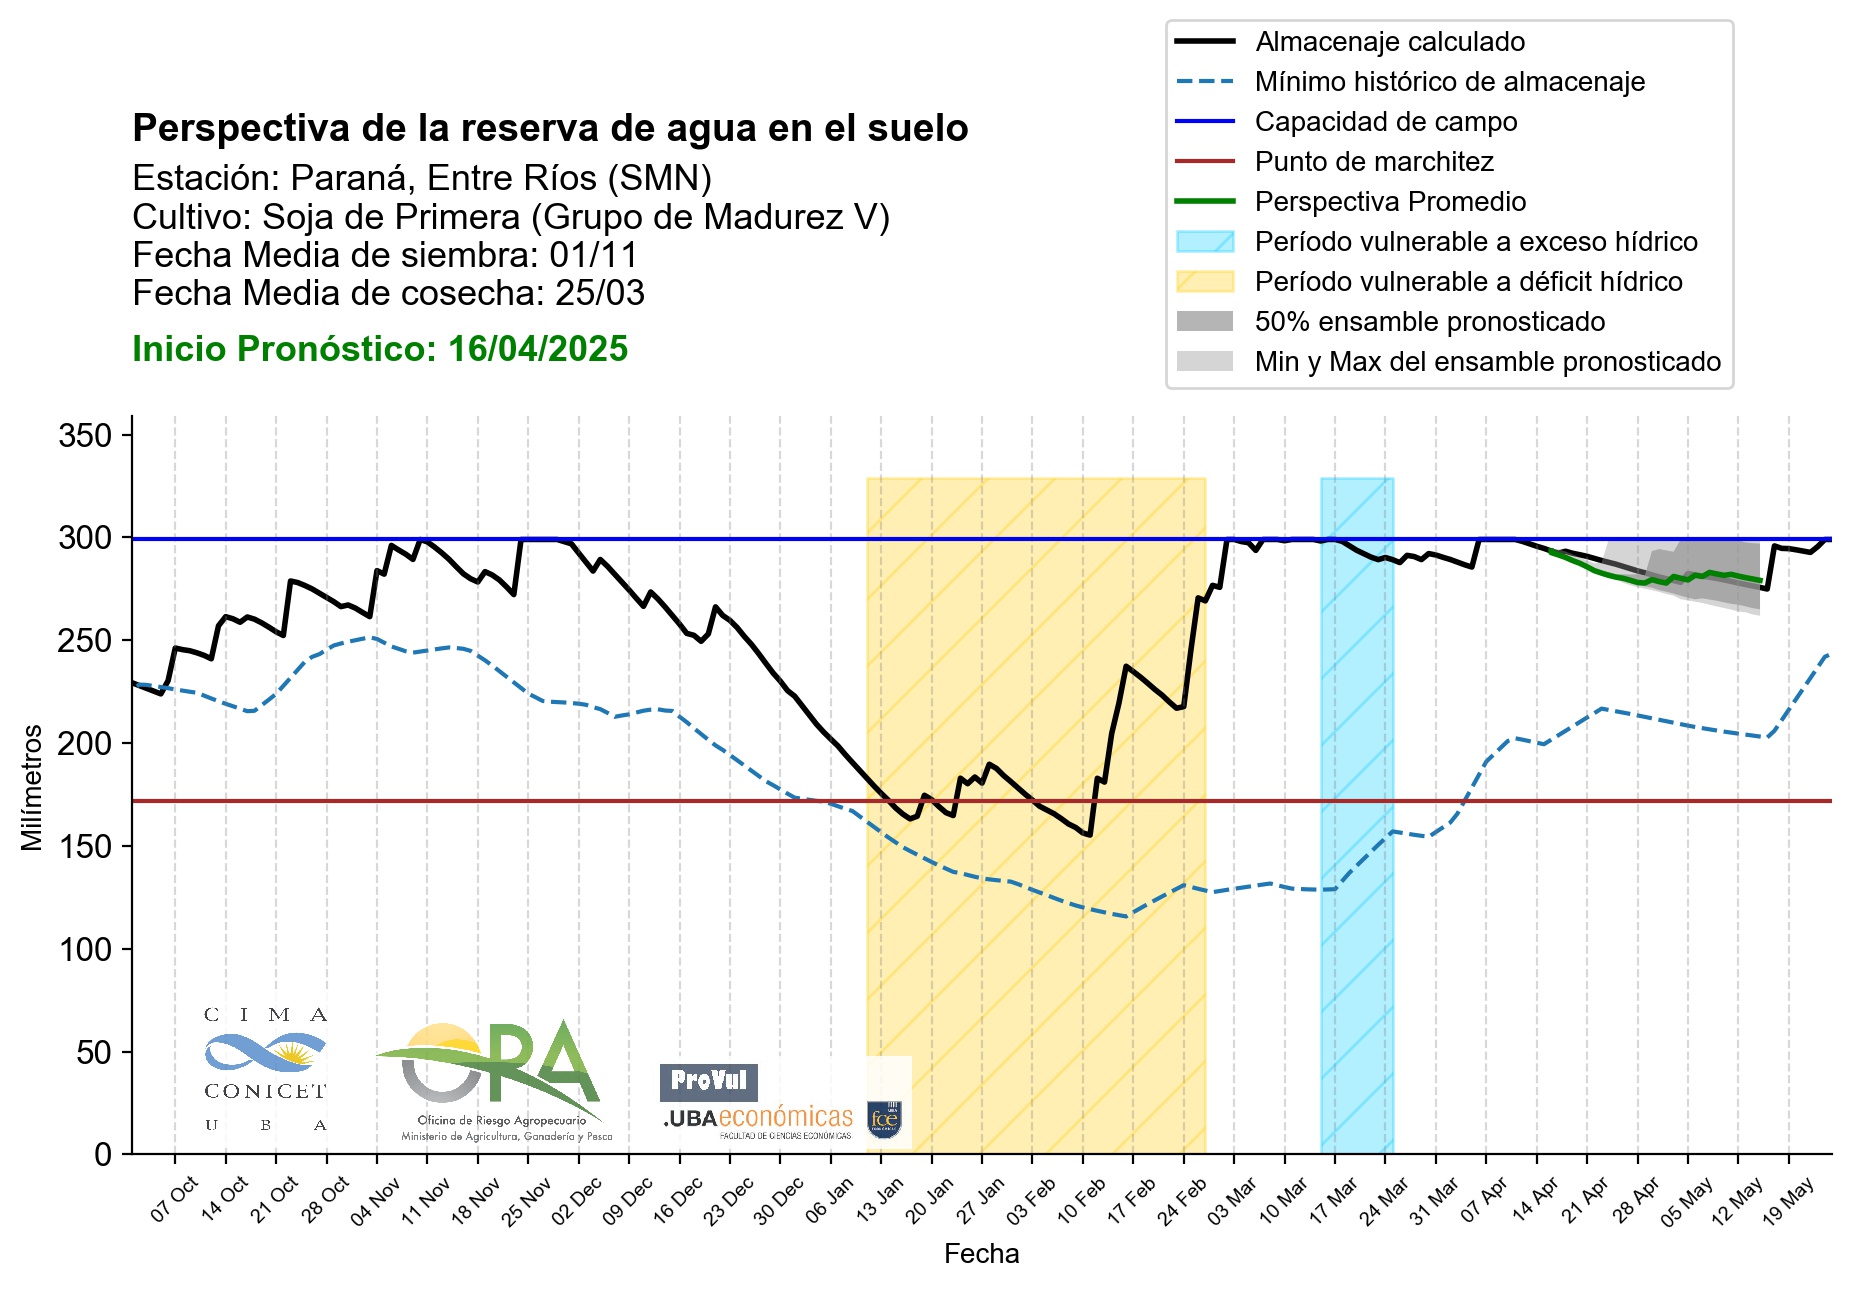 Almacenaje calculado
Mínimo histórico de almacenaje
Capacidad de campo
Punto de marchitez
Perspectiva Promedio
Período vulnerable a exceso hídrico
Período vulnerable a déficit hídrico
50% ensamble pronosticado
Min y Max del ensamble pronosticado
Perspectiva de la reserva de agua en el suelo
Estación: Paraná, Entre Ríos (SMN)
Cultivo: Soja de Primera (Grupo de Madurez V)
Fecha Media de siembra: 01/11
Fecha Media de cosecha: 25/03
Inicio Pronóstico: 16/04/2025
350
300
250
200
150
100
50
0
Milímetros
C I M A
CONICET
U B A
ORA
Oficina de Riesgo Agropecuario
Ministerio de Agricultura, Ganadería y Pesca
ProVul
.UBAeconómicas
FACULTAD DE CIENCIAS ECONÓMICAS
UBA
fce
07 Oct
14 Oct
21 Oct
28 Oct
04 Nov
11 Nov
18 Nov
25 Nov
02 Dec
09 Dec
16 Dec
23 Dec
30 Dec
06 Jan
13 Jan
20 Jan
27 Jan
03 Feb
10 Feb
17 Feb
24 Feb
03 Mar
10 Mar
17 Mar
24 Mar
31 Mar
07 Apr
14 Apr
21 Apr
28 Apr
05 May
12 May
19 May
Fecha